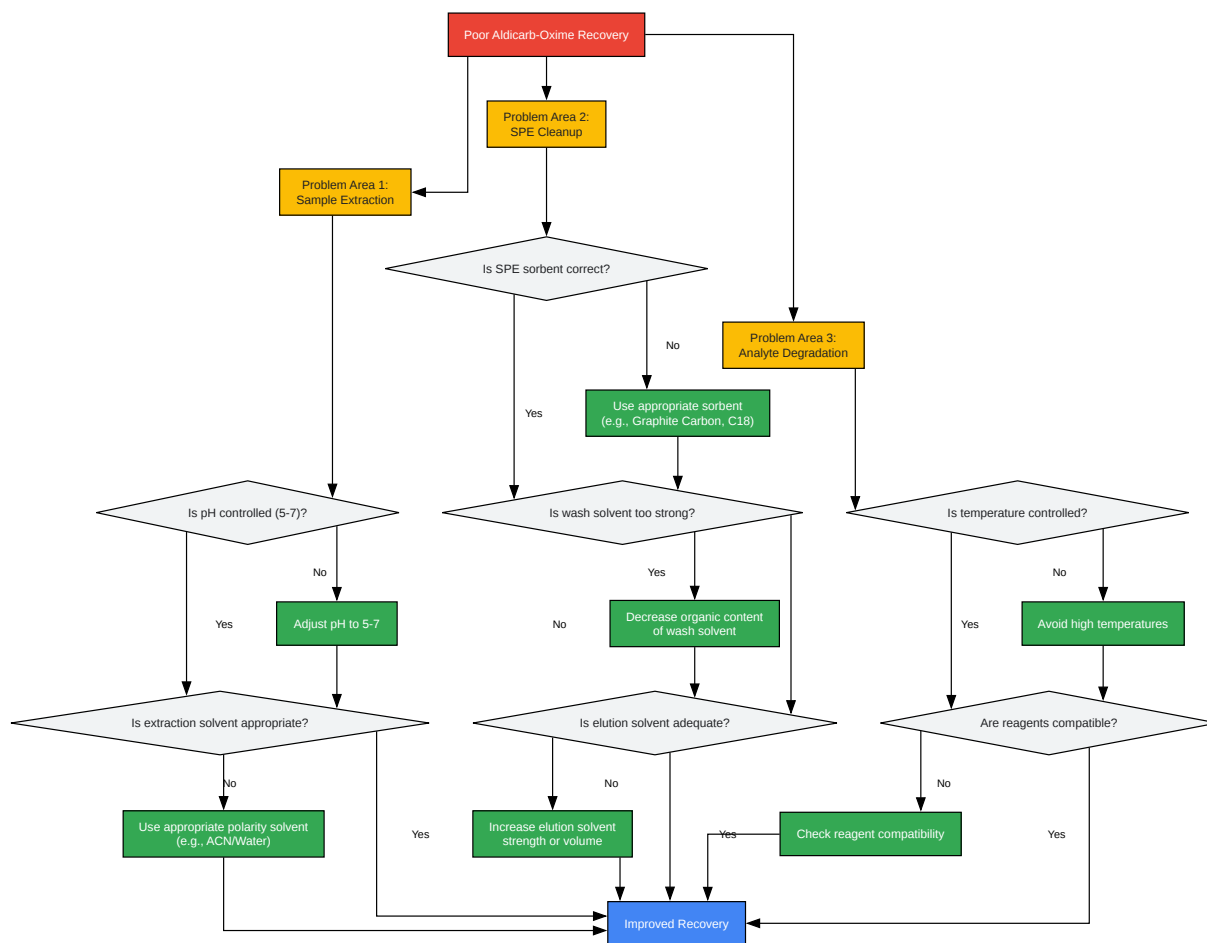 Poor Aldicarb-Oxime Recovery
Problem Area 2:
SPE Cleanup
Problem Area 1:
Sample Extraction
Is SPE sorbent correct?
Problem Area 3:
Analyte Degradation
No
Yes
Use appropriate sorbent
(e.g., Graphite Carbon, C18)
Is pH controlled (5-7)?
Is wash solvent too strong?
Is temperature controlled?
No
Yes
No
Yes
Adjust pH to 5-7
No
Decrease organic content
of wash solvent
Yes
Avoid high temperatures
Is extraction solvent appropriate?
Is elution solvent adequate?
Are reagents compatible?
No
No
No
Use appropriate polarity solvent
(e.g., ACN/Water)
Yes
Increase elution solvent
strength or volume
Yes
Check reagent compatibility
Yes
Improved Recovery